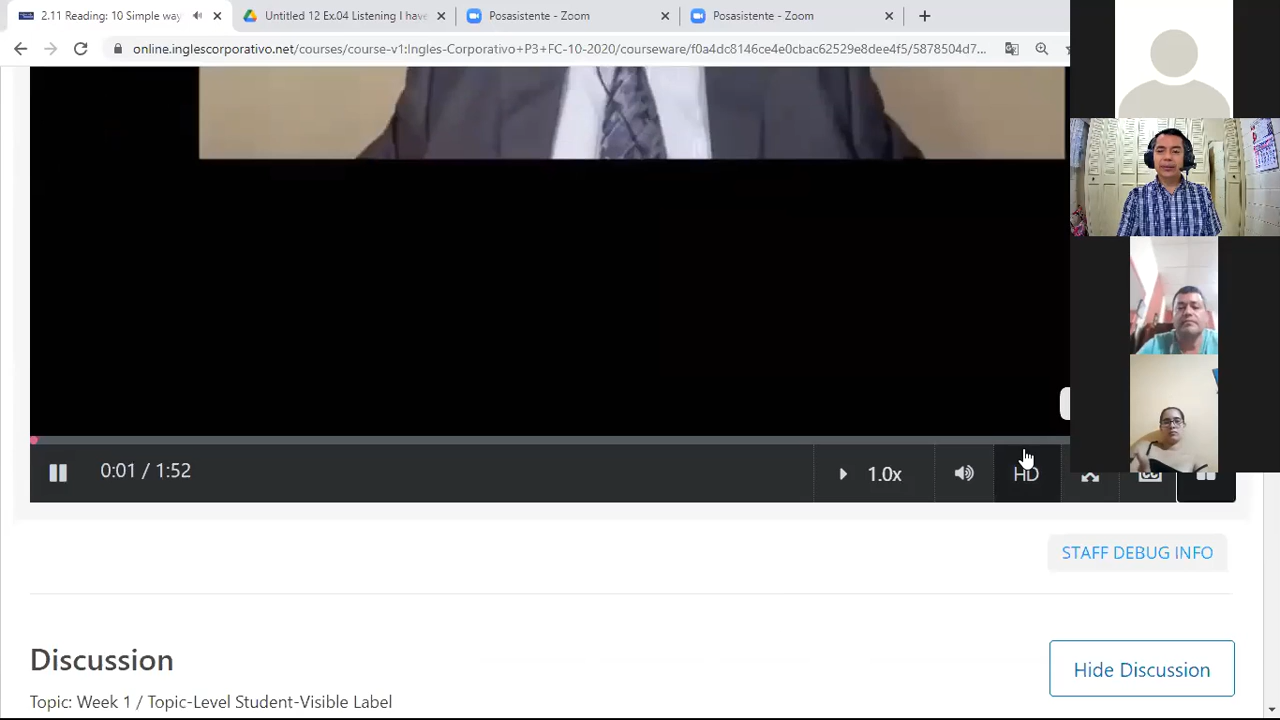 2.11 Reading: 10 Simple way
Untitled 12 Ex.04 Listening I have
Posasistente - Zoom
Posasistente - Zoom
online.inglescorporativo.net/courses/course-v1:Ingles-Corporativo+P3+FC-10-2020/courseware/f0a4dc8146ce4e0cbac62529e8dee4f5/5878504d7...
0:01 / 1:52
1.0x
HD
CC
STAFF DEBUG INFO
Discussion
Hide Discussion
Topic: Week 1 / Topic-Level Student-Visible Label